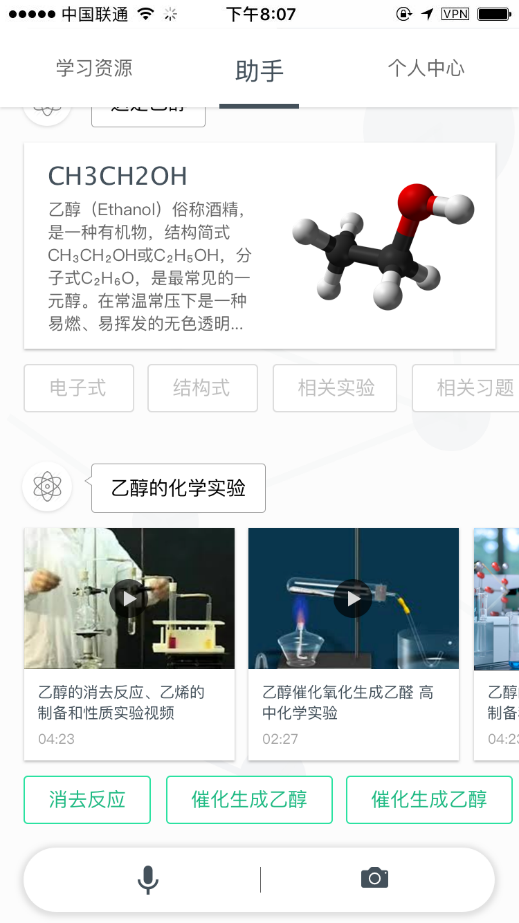 中国联通
下午8:07
VPN
学习资源
助手
个人中心
这是乙醇
CH3CH2OH
乙醇（Ethanol）俗称酒精，
是一种有机物，结构简式
CH₃CH₂OH或C₂H₅OH，分
子式C₂H₆O，是最常见的一
元醇。在常温常压下是一种
易燃、易挥发的无色透明...
电子式
结构式
相关实验
相关习题
乙醇的化学实验
乙醇的消去反应、乙烯的
制备和性质实验视频
04:23
乙醇催化氧化生成乙醛 高
中化学实验
02:27
乙醇
制备
04:23
消去反应
催化生成乙醇
催化生成乙醇